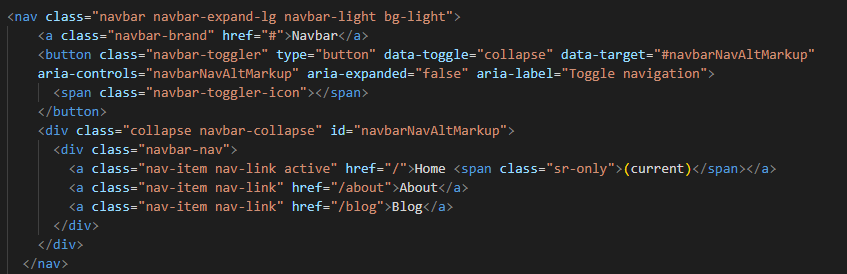 <nav class="navbar navbar-expand-lg navbar-light bg-light">
<a class="navbar-brand" href="#">Navbar</a>
<button class="navbar-toggler" type="button" data-toggle="collapse" data-target="#navbarNavAltMarkup"
aria-controls="navbarNavAltMarkup" aria-expanded="false" aria-label="Toggle navigation">
<span class="navbar-toggler-icon"></span>
</button>
<div class="collapse navbar-collapse" id="navbarNavAltMarkup">
<div class="navbar-nav">
<a class="nav-item nav-link active" href="/">Home <span class="sr-only">(current)</span></a>
<a class="nav-item nav-link" href="/about">About</a>
<a class="nav-item nav-link" href="/blog">Blog</a>
</div>
</div>
</nav>